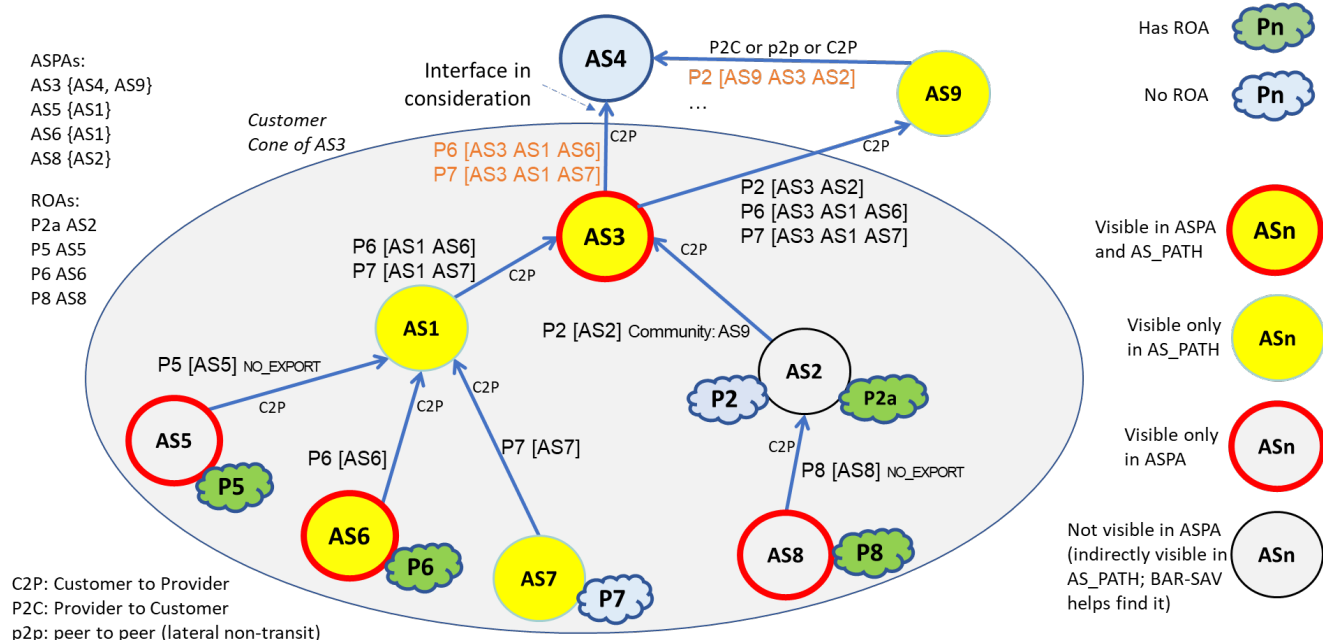 ASPAs:
AS3 {AS4, AS9}
AS5 {AS1}
AS6 {AS1}
AS8 {AS2}
ROAs:
P2a AS2
P5 AS5
P6 AS6
P8 AS8
Customer
Cone of AS3
Interface in
consideration
AS4
P2C or p2p or C2P
P2 [AS9 AS3 AS2]
...
AS9
C2P
P6 [AS3 AS1 AS6]
P7 [AS3 AS1 AS7]
C2P
P2 [AS3 AS2]
P6 [AS3 AS1 AS6]
P7 [AS3 AS1 AS7]
AS3
P6 [AS1 AS6]
P7 [AS1 AS7]
C2P
C2P
AS1
P2 [AS2] Community: AS9
AS2
P2
P2a
P5 [AS5] NO_EXPORT
C2P
C2P
C2P
AS5
P5
P6 [AS6]
P7 [AS7]
C2P
P8 [AS8] NO_EXPORT
AS6
P6
AS7
P7
AS8
P8
C2P: Customer to Provider
P2C: Provider to Customer
p2p: peer to peer (lateral non-transit)
Has ROA
Pn
No ROA
Pn
Visible in ASPA
and AS_PATH
ASn
Visible only
in AS_PATH
ASn
Visible only
in ASPA
ASn
Not visible in ASPA
(indirectly visible in
AS_PATH; BAR-SAV
helps find it)
ASn